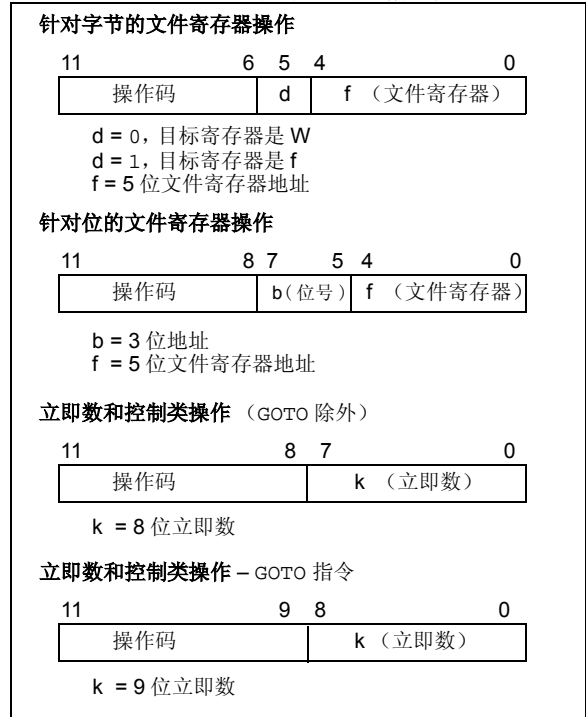 针对字节的文件寄存器操作
11 6 5 4 0
操作码 d f （文件寄存器）
d = 0，目标寄存器是 W
d = 1，目标寄存器是 f
f = 5 位文件寄存器地址
针对位的文件寄存器操作
11 8 7 5 4 0
操作码 b(位号) f （文件寄存器）
b = 3 位地址
f = 5 位文件寄存器地址
立即数和控制类操作 （GOTO 除外）
11 8 7 0
操作码 k （立即数）
k = 8 位立即数
立即数和控制类操作 – GOTO 指令
11 9 8 0
操作码 k （立即数）
k = 9 位立即数